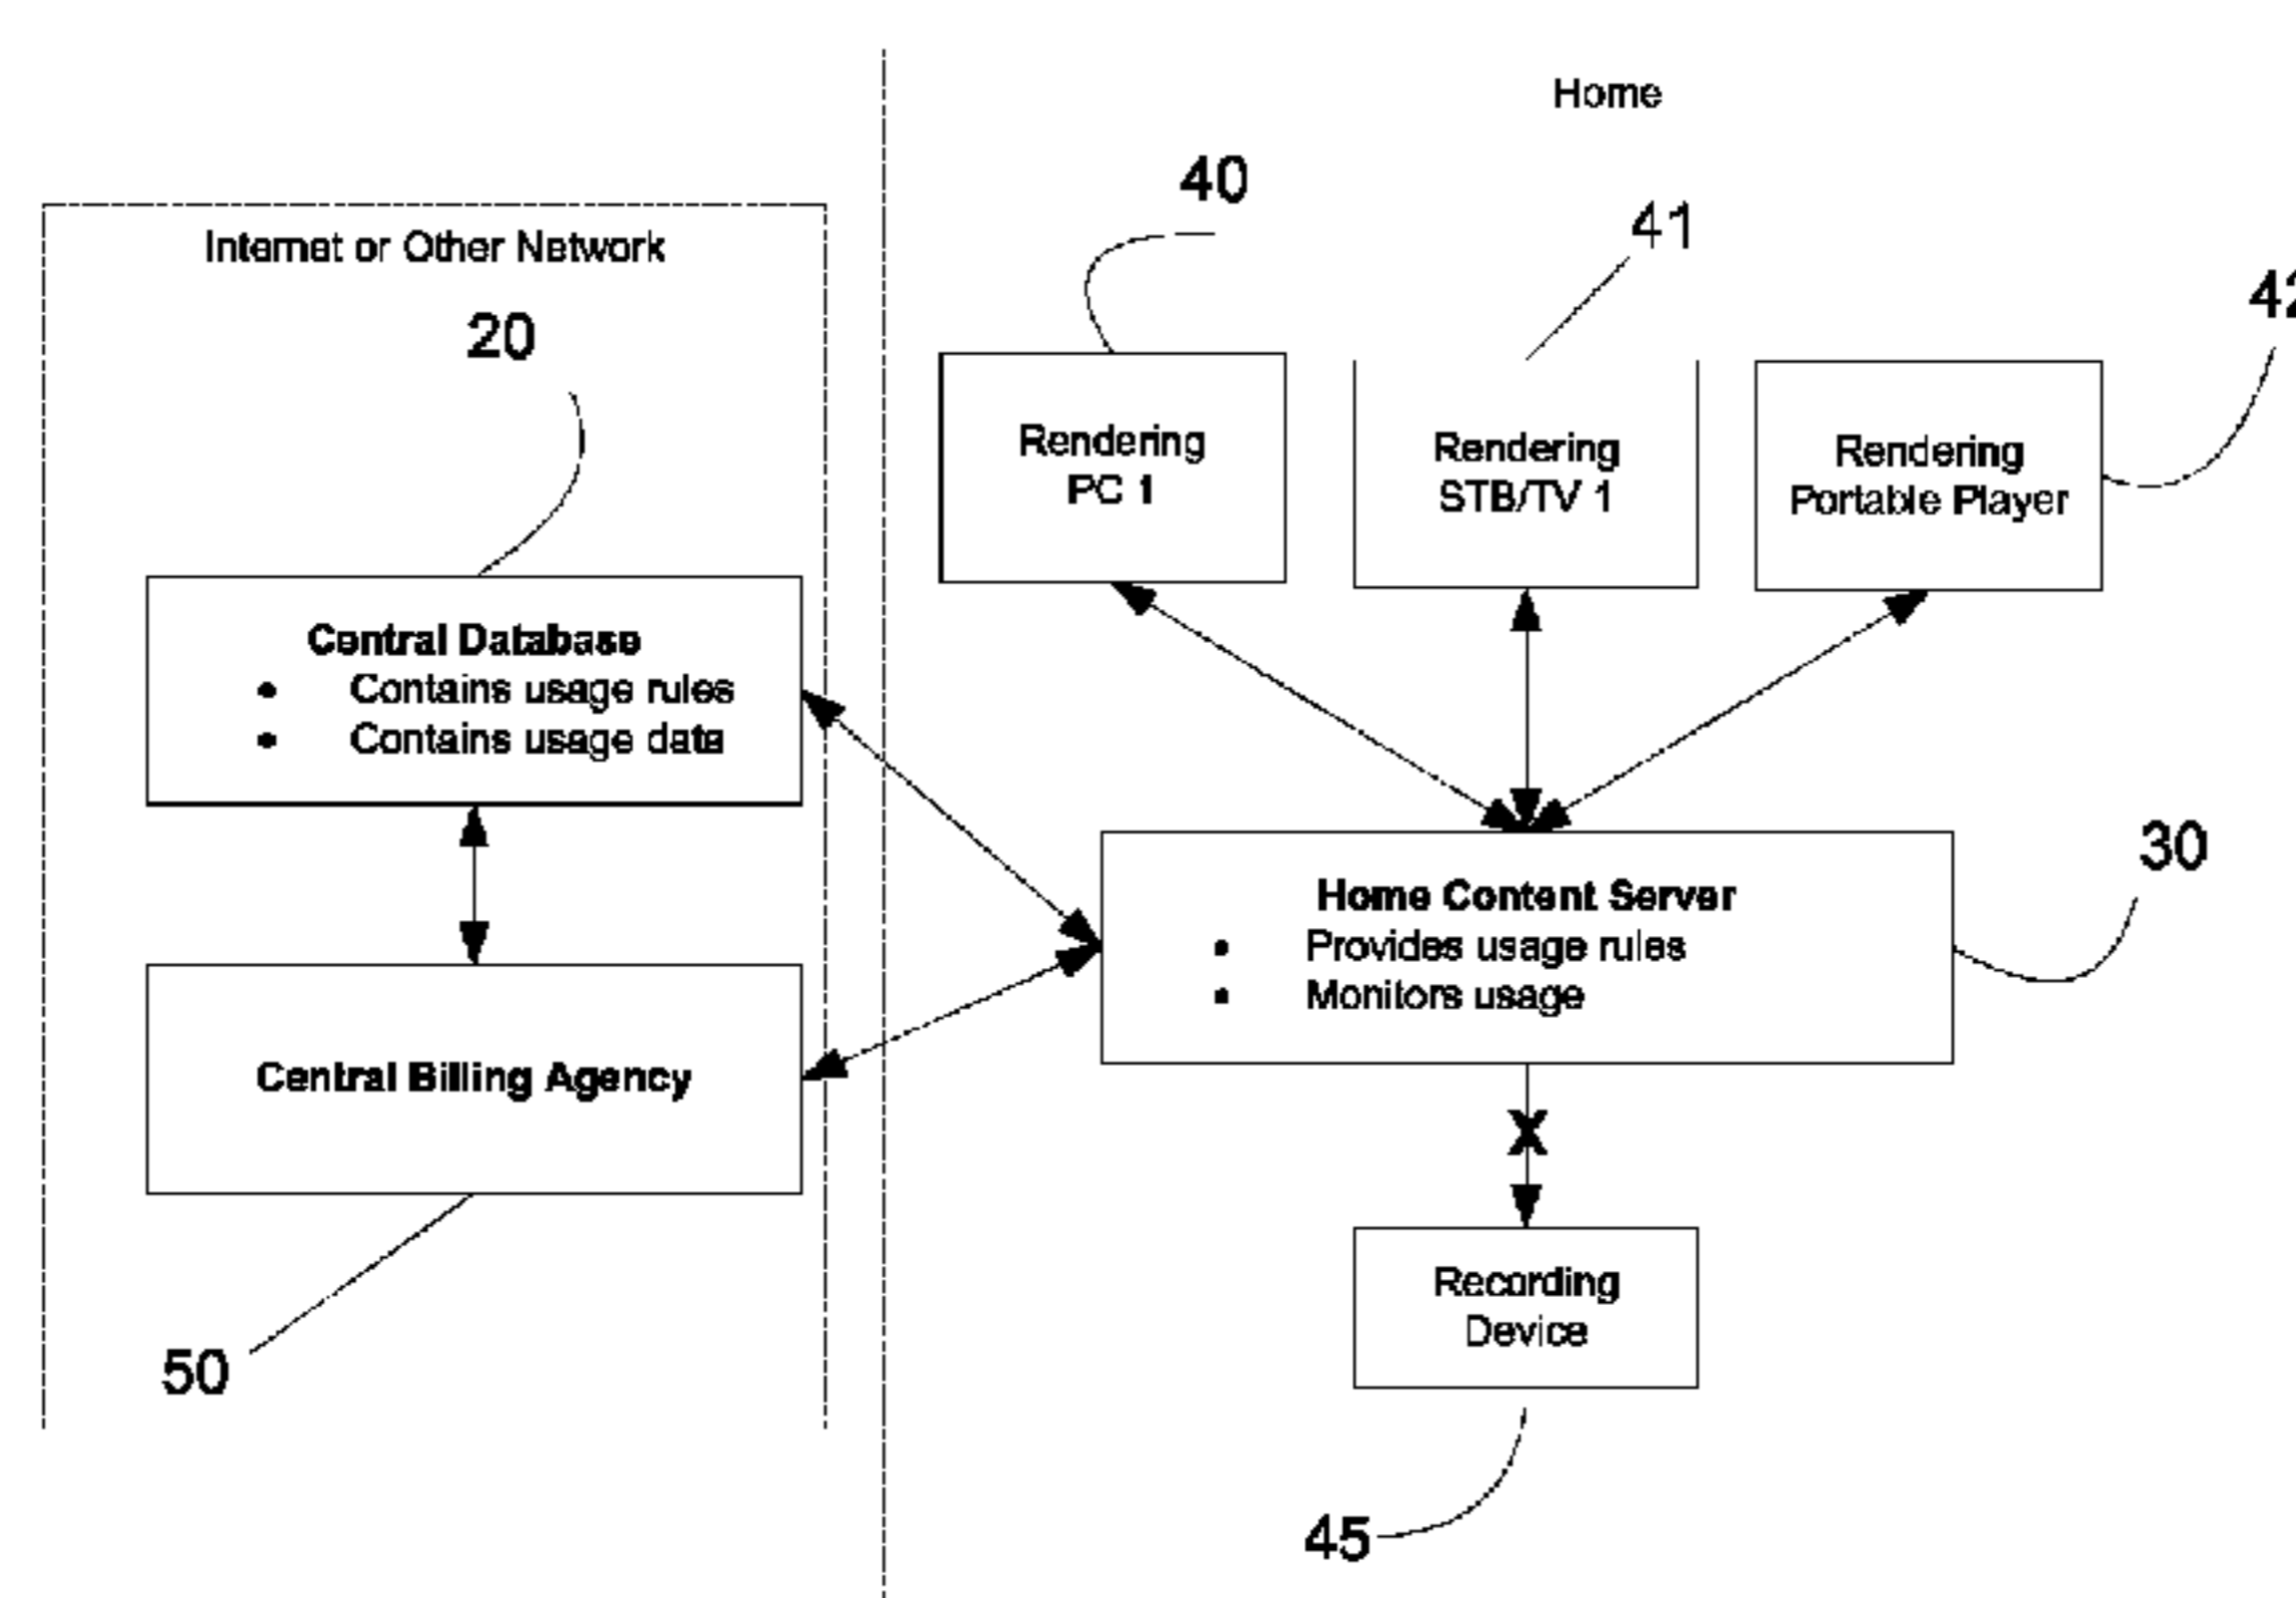 Home
40
41
42
Internet or Other Network
20
Rendering
PC 1
Rendering
STB/TV 1
Rendering
Portable Player
Central Database
• Contains usage rules
• Contains usage data
30
Home Content Server
• Provides usage rules
• Monitors usage
Central Billing Agency
X
Recording
Device
50
45